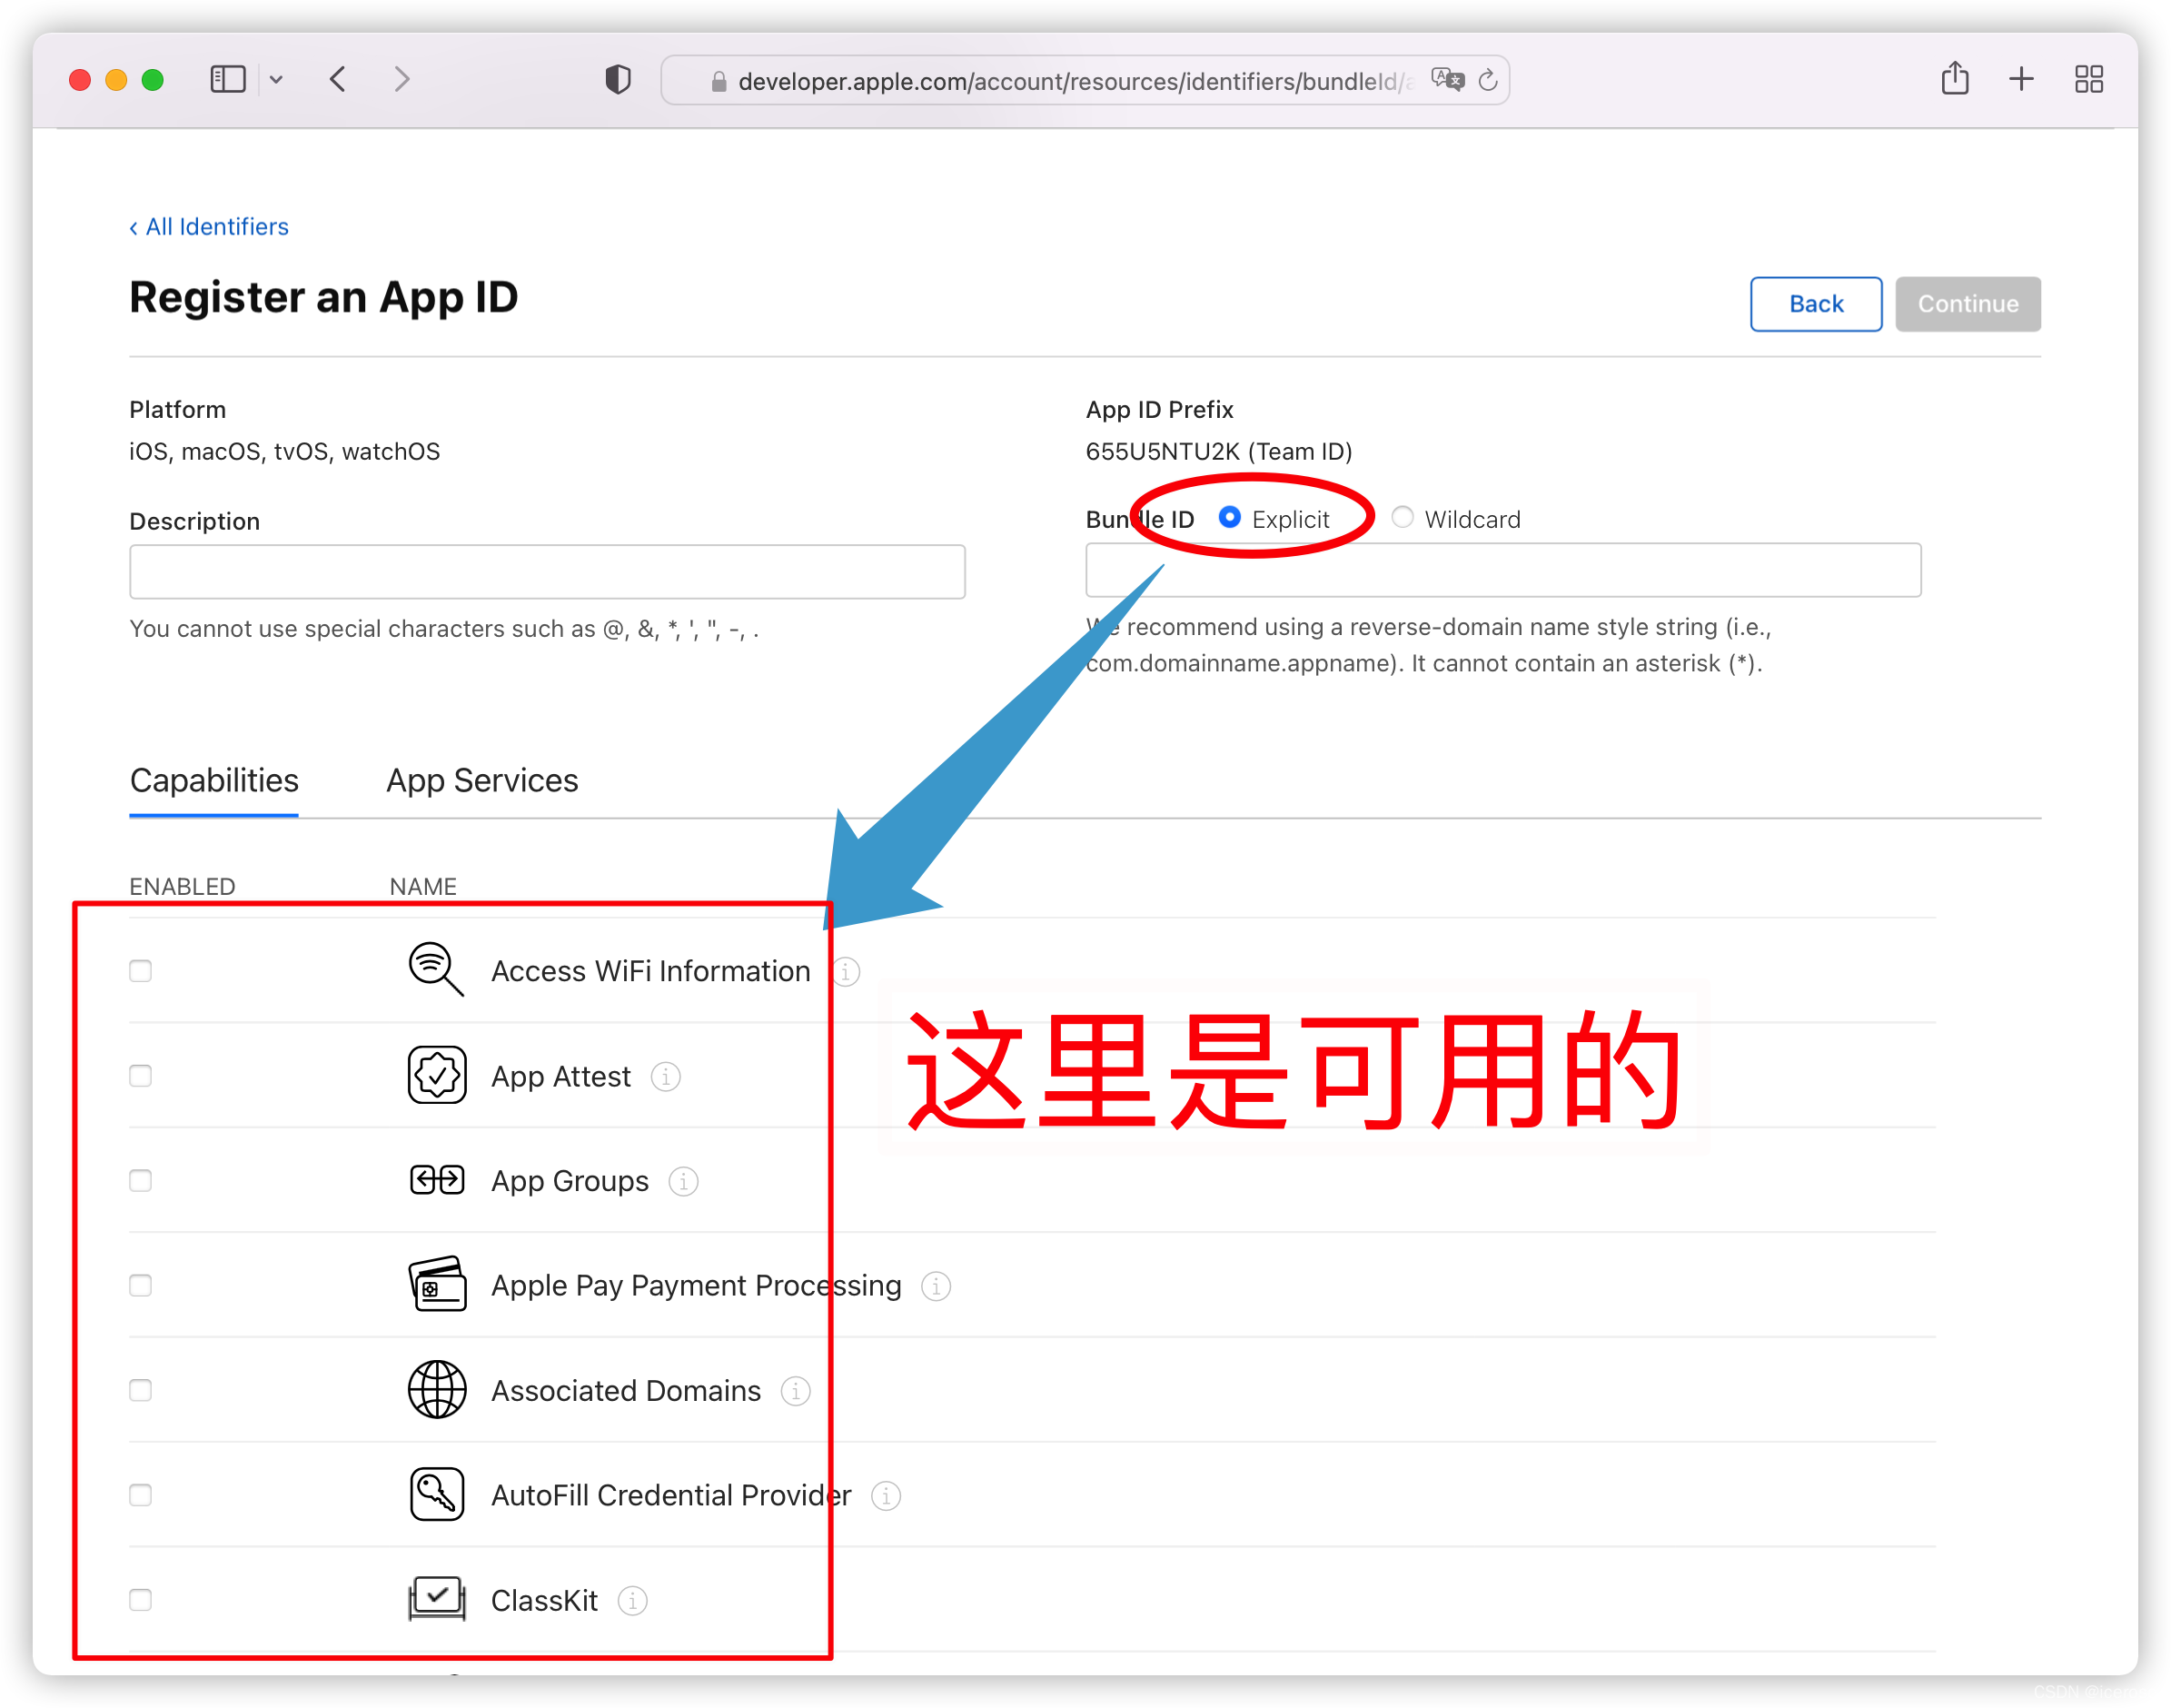 developer.apple.com/account/resources/identifiers/bundleId/a
‹ All Identifiers
Register an App ID
Back
Continue
Platform
iOS, macOS, tvOS, watchOS
App ID Prefix
655U5NTU2K (Team ID)
Description
Bundle ID
Explicit
Wildcard
You cannot use special characters such as @, &, *, ', ", -, .
We recommend using a reverse-domain name style string (i.e.,
com.domainname.appname). It cannot contain an asterisk (*).
Capabilities
App Services
ENABLED
NAME
Access WiFi Information
App Attest
这里是可用的
App Groups
Apple Pay Payment Processing
Associated Domains
AutoFill Credential Provider
ClassKit